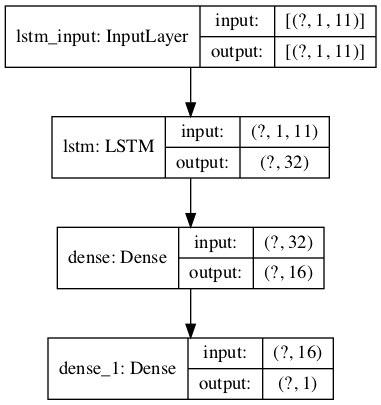 lstm_input: InputLayer
input: [(?, 1, 11)]
output: [(?, 1, 11)]
lstm: LSTM
input: (?, 1, 11)
output: (?, 32)
dense: Dense
input: (?, 32)
output: (?, 16)
dense_1: Dense
input: (?, 16)
output: (?, 1)